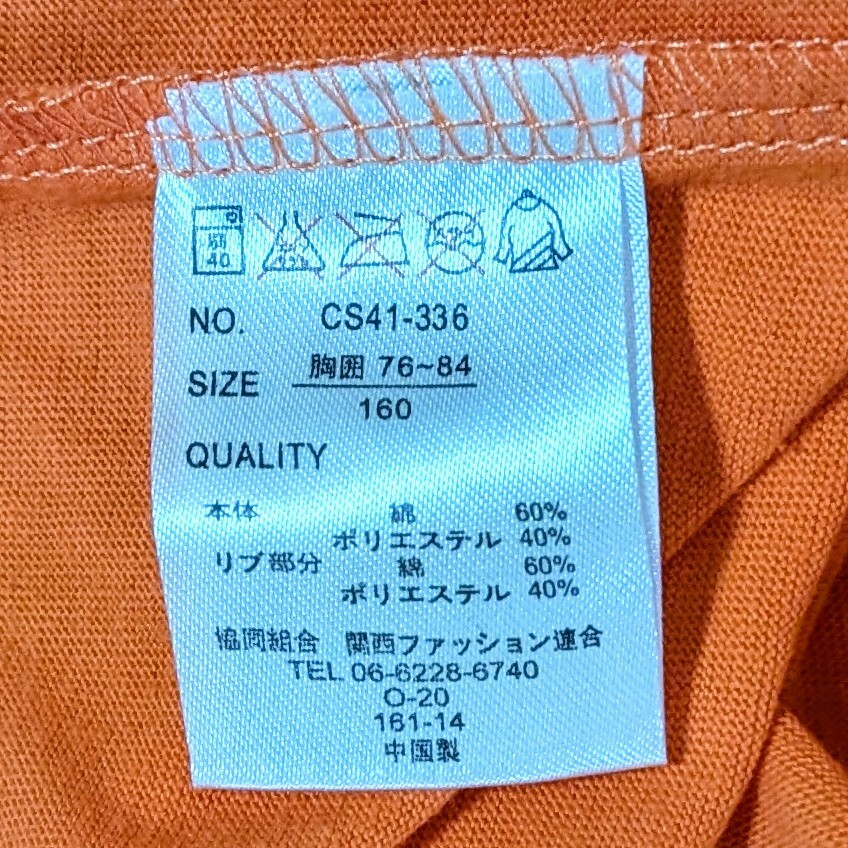 弱
40
NO. CS41-336
SIZE 胸囲 76~84
160
QUALITY
本体 綿 60%
ポリエステル 40%
リブ部分 綿 60%
ポリエステル 40%
協同組合 関西ファッション連合
TEL 06-6228-6740
O-20
161-14
中国製